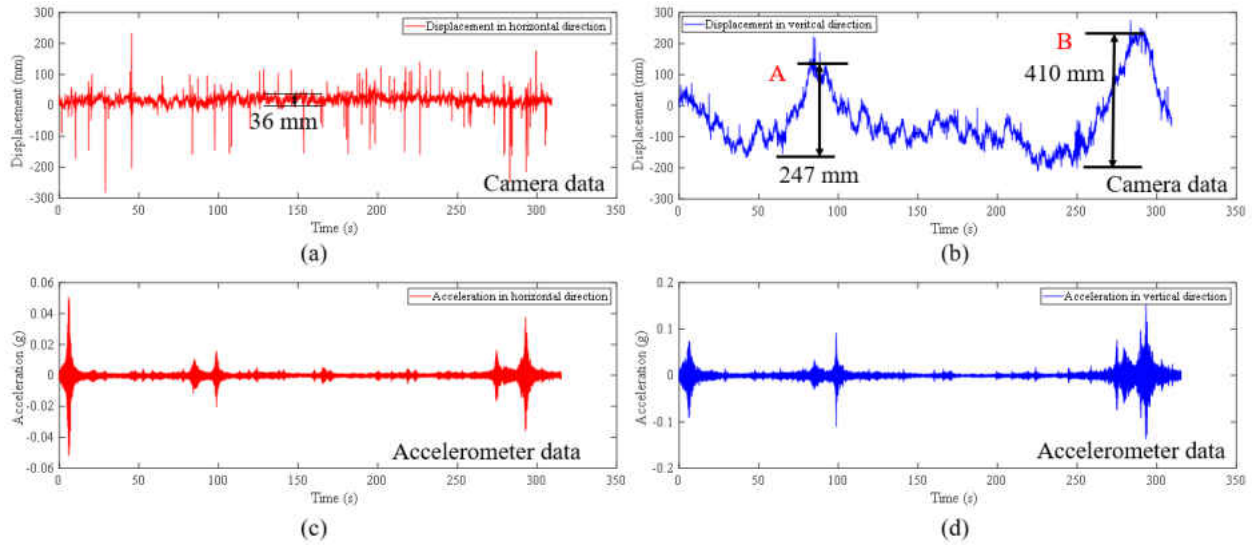 Displacement in horizontal direction
300
200
100
0
-100
-200
-300
Displacement (mm)
36 mm
Camera data
0 50 100 150 200 250 300 350
Time (s)
(a)
Displacement in veritcal direction
300
200
100
0
-100
-200
-300
Displacement (mm)
A
B
410 mm
247 mm
Camera data
0 50 100 150 200 250 300 350
Time (s)
(b)
Acceleration in horizontal direction
0.06
0.04
0.02
0
-0.02
-0.04
-0.06
Acceleration (g)
Accelerometer data
0 50 100 150 200 250 300 350
Time (s)
(c)
Acceleration in vertical direction
0.2
0.1
0
-0.1
-0.2
Acceleration (g)
Accelerometer data
0 50 100 150 200 250 300 350
Time (s)
(d)